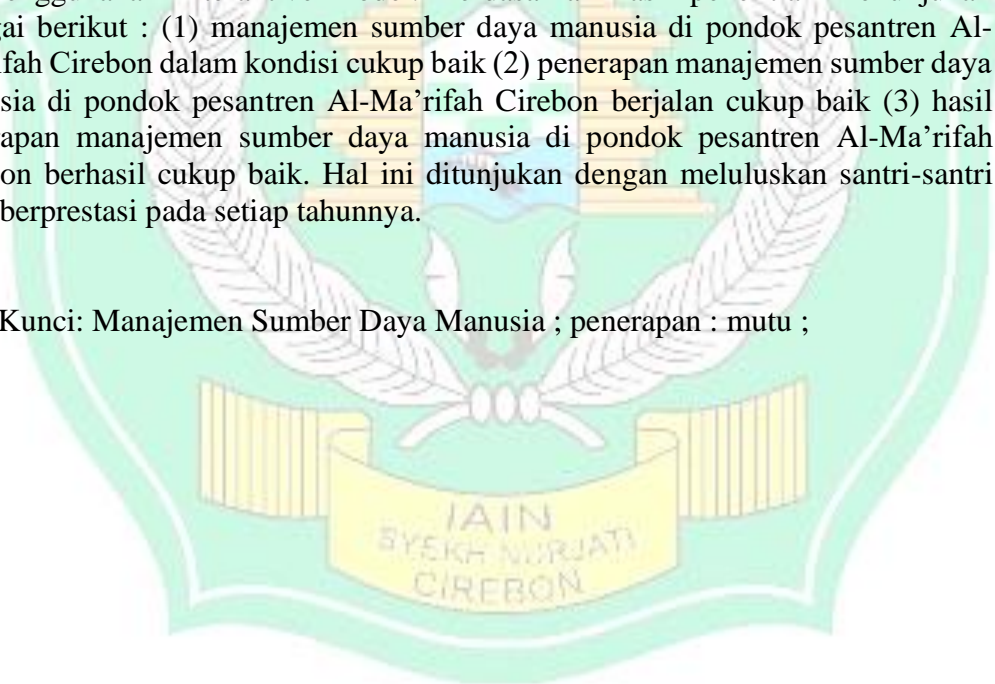 gai berikut : (1) manajemen sumber daya manusia di pondok pesantren Al-
ifah Cirebon dalam kondisi cukup baik (2) penerapan manajemen sumber daya
sia di pondok pesantren Al-Ma’rifah Cirebon berjalan cukup baik (3) hasil
apan manajemen sumber daya manusia di pondok pesantren Al-Ma’rifah
on berhasil cukup baik. Hal ini ditunjukan dengan meluluskan santri-santri
berprestasi pada setiap tahunnya.
Kunci: Manajemen Sumber Daya Manusia ; penerapan : mutu ;
IAIN
SYEKH NURJATI
CIREBON